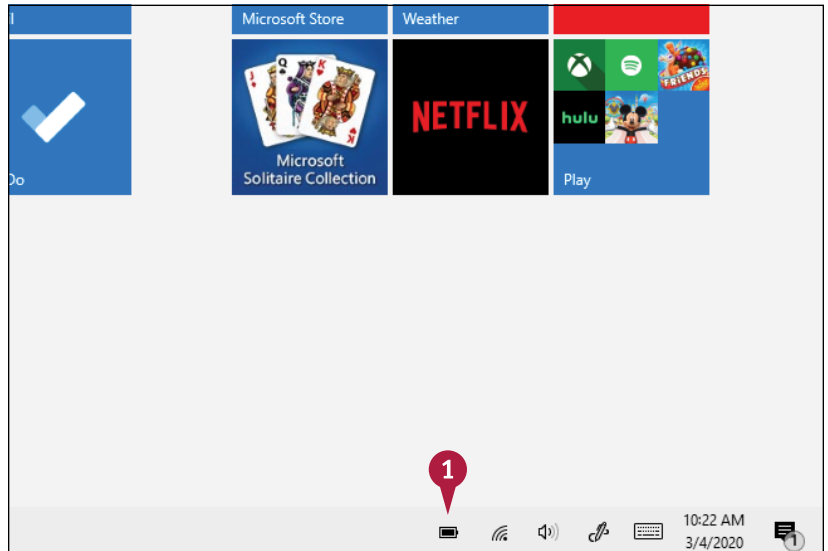 l
Microsoft Store
Weather
J
Q
K
K
Microsoft
Solitaire Collection
NETFLIX
hulu
FRIENDS
Do
Play
1
10:22 AM
3/4/2020
1